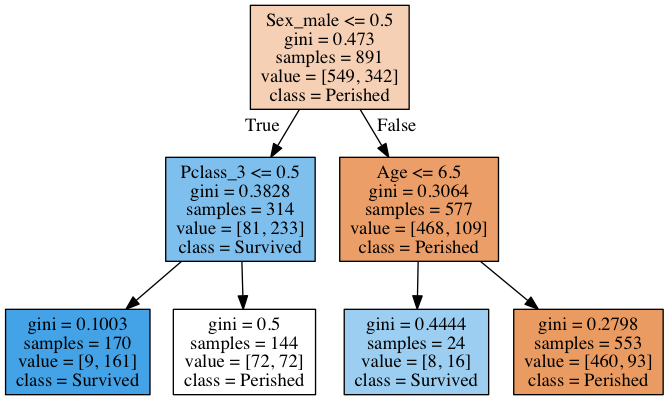 Sex_male <= 0.5
gini = 0.473
samples = 891
value = [549, 342]
class = Perished
True
False
Pclass_3 <= 0.5
gini = 0.3828
samples = 314
value = [81, 233]
class = Survived
Age <= 6.5
gini = 0.3064
samples = 577
value = [468, 109]
class = Perished
gini = 0.1003
samples = 170
value = [9, 161]
class = Survived
gini = 0.5
samples = 144
value = [72, 72]
class = Perished
gini = 0.4444
samples = 24
value = [8, 16]
class = Survived
gini = 0.2798
samples = 553
value = [460, 93]
class = Perished